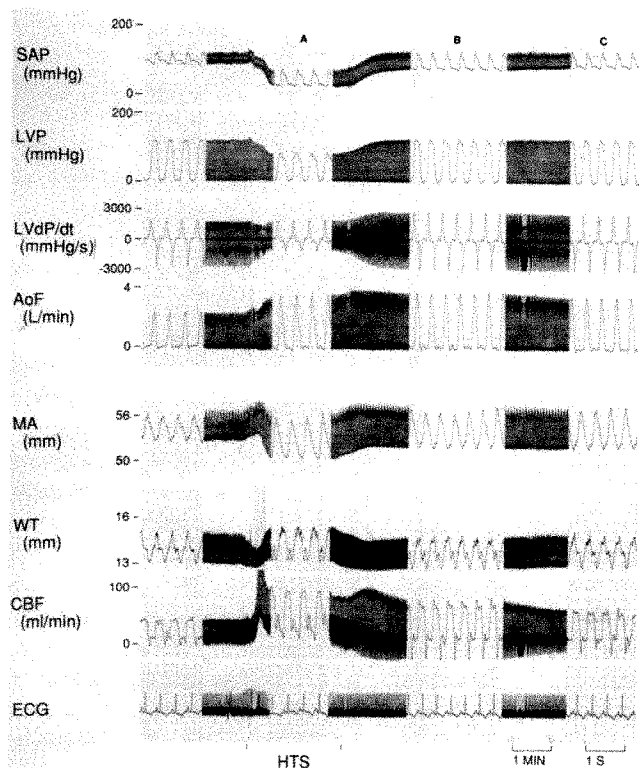 A B C
200
SAP
(mmHg)
0
200
LVP
(mmHg)
0
3000
LVdP/dt
0
(mmHg/s)
-3000
4
AoF
(L/min)
0
56
MA
(mm)
50
16
WT
(mm)
13
CBF
100
(ml/min)
0
ECG
HTS 1 MIN 1 S